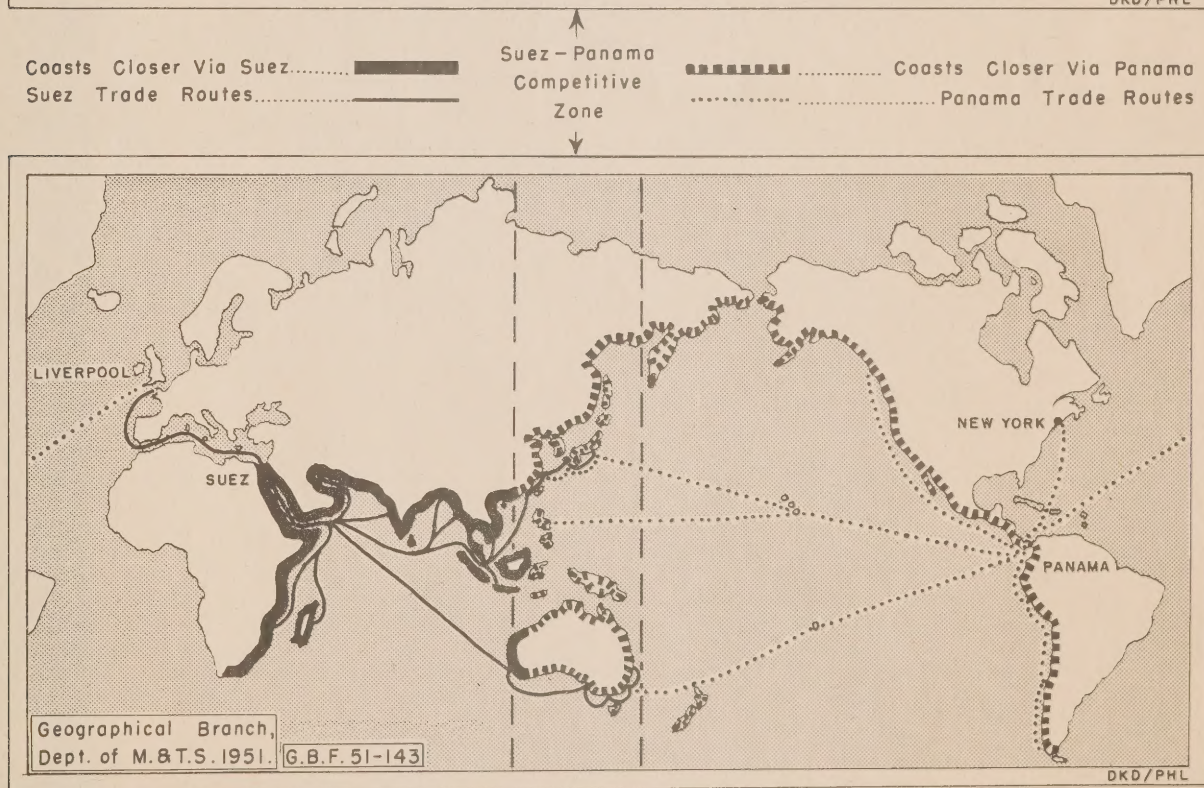 DKD/PHL
Coasts Closer Via Suez..........
Suez Trade Routes....................
Suez-Panama
Competitive
Zone
............ Coasts Closer Via Panama
....................Panama Trade Routes
LIVERPOOL
NEW YORK
SUEZ
PANAMA
Geographical Branch,
Dept. of M.&T.S. 1951.
G.B.F. 51-143
DKD/PHL